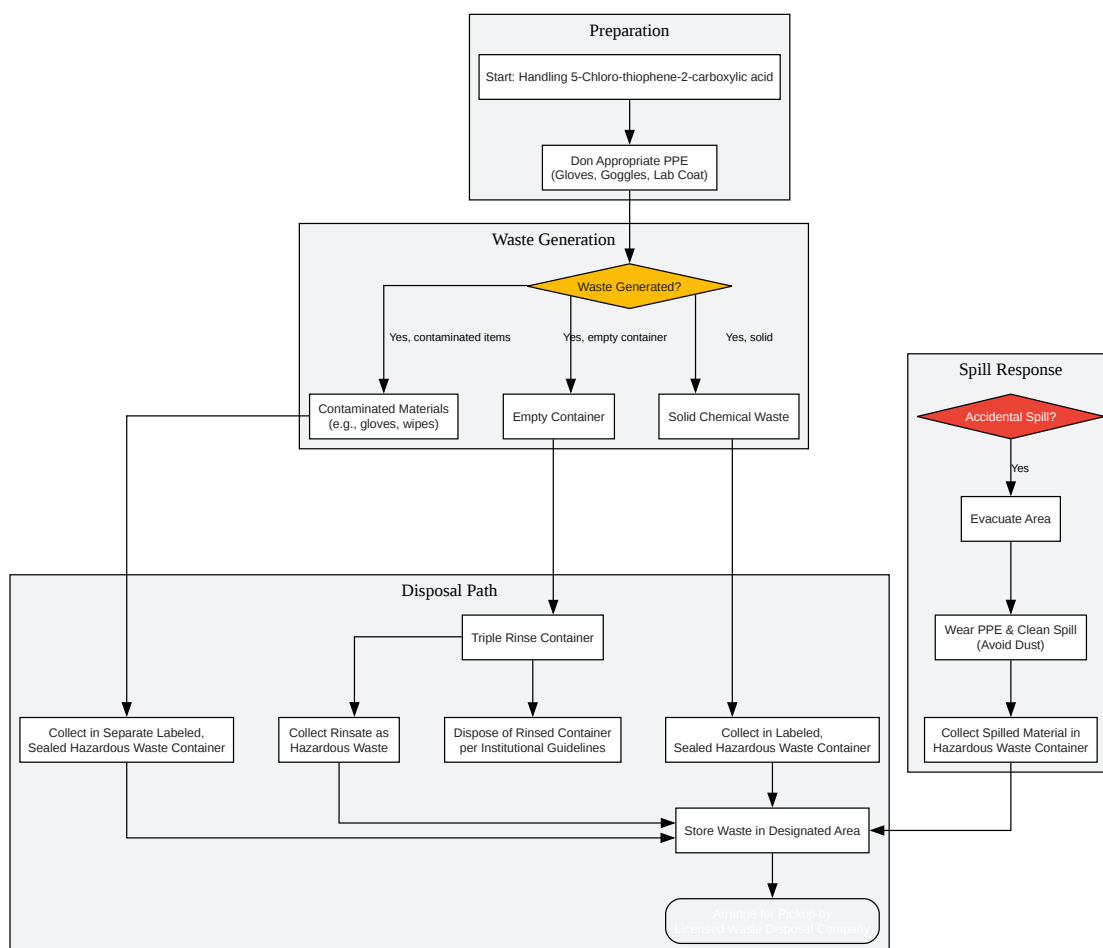 Preparation
Start: Handling 5-Chloro-thiophene-2-carboxylic acid
Don Appropriate PPE
(Gloves, Goggles, Lab Coat)
Waste Generation
Waste Generated?
Yes, contaminated items
Yes, empty container
Yes, solid
Contaminated Materials
(e.g., gloves, wipes)
Empty Container
Solid Chemical Waste
Spill Response
Accidental Spill?
Yes
Evacuate Area
Wear PPE & Clean Spill
(Avoid Dust)
Collect Spilled Material in
Hazardous Waste Container
Disposal Path
Triple Rinse Container
Collect in Separate Labeled,
Sealed Hazardous Waste Container
Collect Rinsate as
Hazardous Waste
Dispose of Rinsed Container
per Institutional Guidelines
Collect in Labeled,
Sealed Hazardous Waste Container
Store Waste in Designated Area
Arrange for Pickup by
Licensed Waste Disposal Company